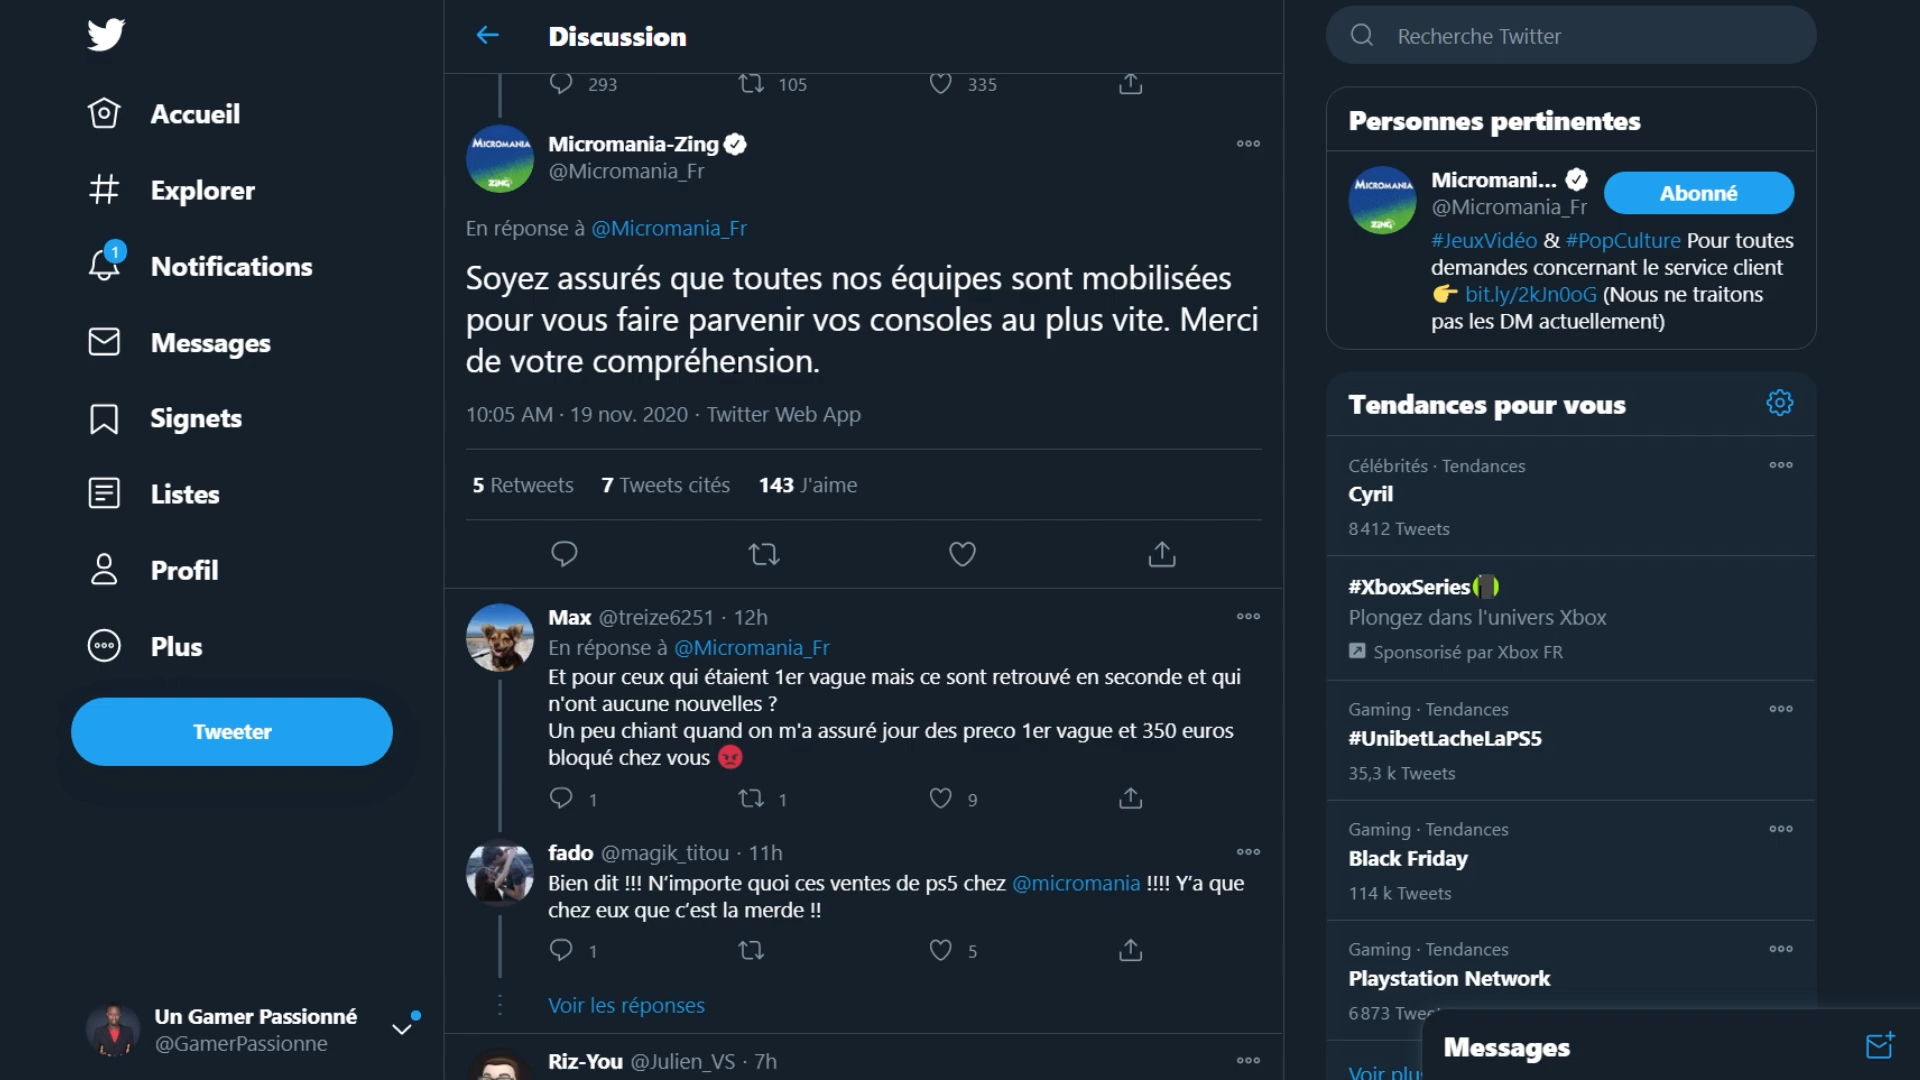 Accueil
Explorer
1
Notifications
Messages
Signets
Listes
Profil
Plus
Tweeter
Un Gamer Passionné
@GamerPassionne
Discussion
293 105 335
MICROMANIA
ZING
Micromania-Zing
@Micromania_Fr
En réponse à @Micromania_Fr
Soyez assurés que toutes nos équipes sont mobilisées
pour vous faire parvenir vos consoles au plus vite. Merci
de votre compréhension.
10:05 AM · 19 nov. 2020 · Twitter Web App
5 Retweets 7 Tweets cités 143 J'aime
Max @treize6251 · 12h
En réponse à @Micromania_Fr
Et pour ceux qui étaient 1er vague mais ce sont retrouvé en seconde et qui
n'ont aucune nouvelles ?
Un peu chiant quand on m'a assuré jour des preco 1er vague et 350 euros
bloqué chez vous 😡
1 1 9
fado @magik_titou · 11h
Bien dit !!! N’importe quoi ces ventes de ps5 chez @micromania !!!! Y’a que
chez eux que c’est la merde !!
1 5
Voir les réponses
Riz-You @Julien_VS · 7h
Recherche Twitter
Personnes pertinentes
MICROMANIA
ZING
Micromani...
@Micromania_Fr
Abonné
#JeuxVidéo & #PopCulture Pour toutes
demandes concernant le service client
👉 bit.ly/2kJn0oG (Nous ne traitons
pas les DM actuellement)
Tendances pour vous
Célébrités · Tendances
Cyril
8 412 Tweets
#XboxSeries
Plongez dans l'univers Xbox
Sponsorisé par Xbox FR
Gaming · Tendances
#UnibetLacheLaPS5
35,3 k Tweets
Gaming · Tendances
Black Friday
114 k Tweets
Gaming · Tendances
Playstation Network
6 873 Twee
Voir plu
Messages